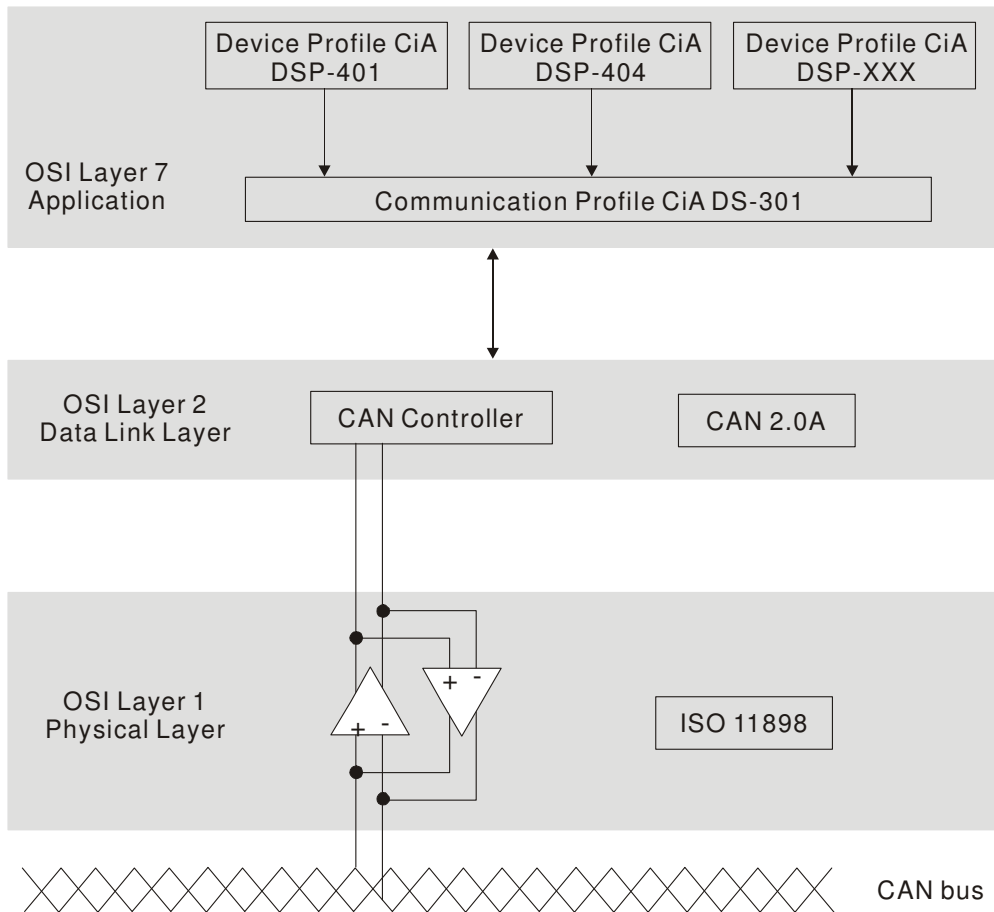 Device Profile CiA
DSP-401
Device Profile CiA
DSP-404
Device Profile CiA
DSP-XXX
OSI Layer 7
Application
Communication Profile CiA DS-301
OSI Layer 2
Data Link Layer
CAN Controller
CAN 2.0A
OSI Layer 1
Physical Layer
+ -
+ -
ISO 11898
CAN bus